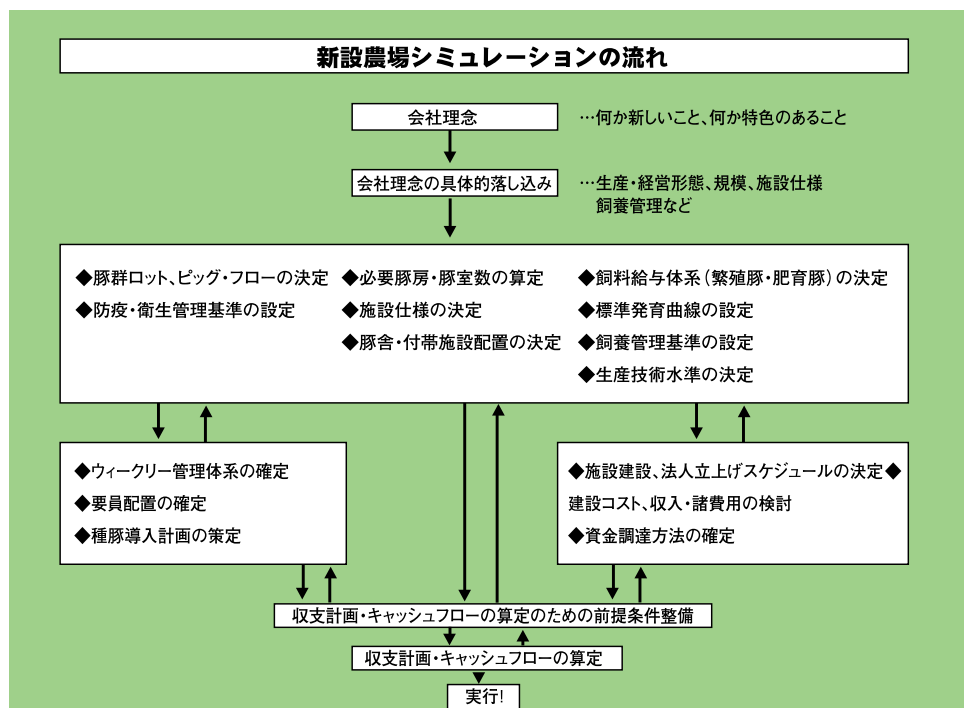 新設農場シミュレーションの流れ
会社理念
…何か新しいこと、何か特色のあること
会社理念の具体的落し込み
…生産・経営形態、規模、施設仕様
飼養管理など
◆豚群ロット、ピッグ・フローの決定
◆防疫・衛生管理基準の設定
◆必要豚房・豚室数の算定
◆施設仕様の決定
◆豚舎・付帯施設配置の決定
◆飼料給与体系(繁殖豚・肥育豚)の決定
◆標準発育曲線の設定
◆飼養管理基準の設定
◆生産技術水準の決定
◆ウィークリー管理体系の確定
◆要員配置の確定
◆種豚導入計画の策定
◆施設建設、法人立上げスケジュールの決定◆
建設コスト、収入・諸費用の検討
◆資金調達方法の確定
収支計画・キャッシュフローの算定のための前提条件整備
収支計画・キャッシュフローの算定
実行!